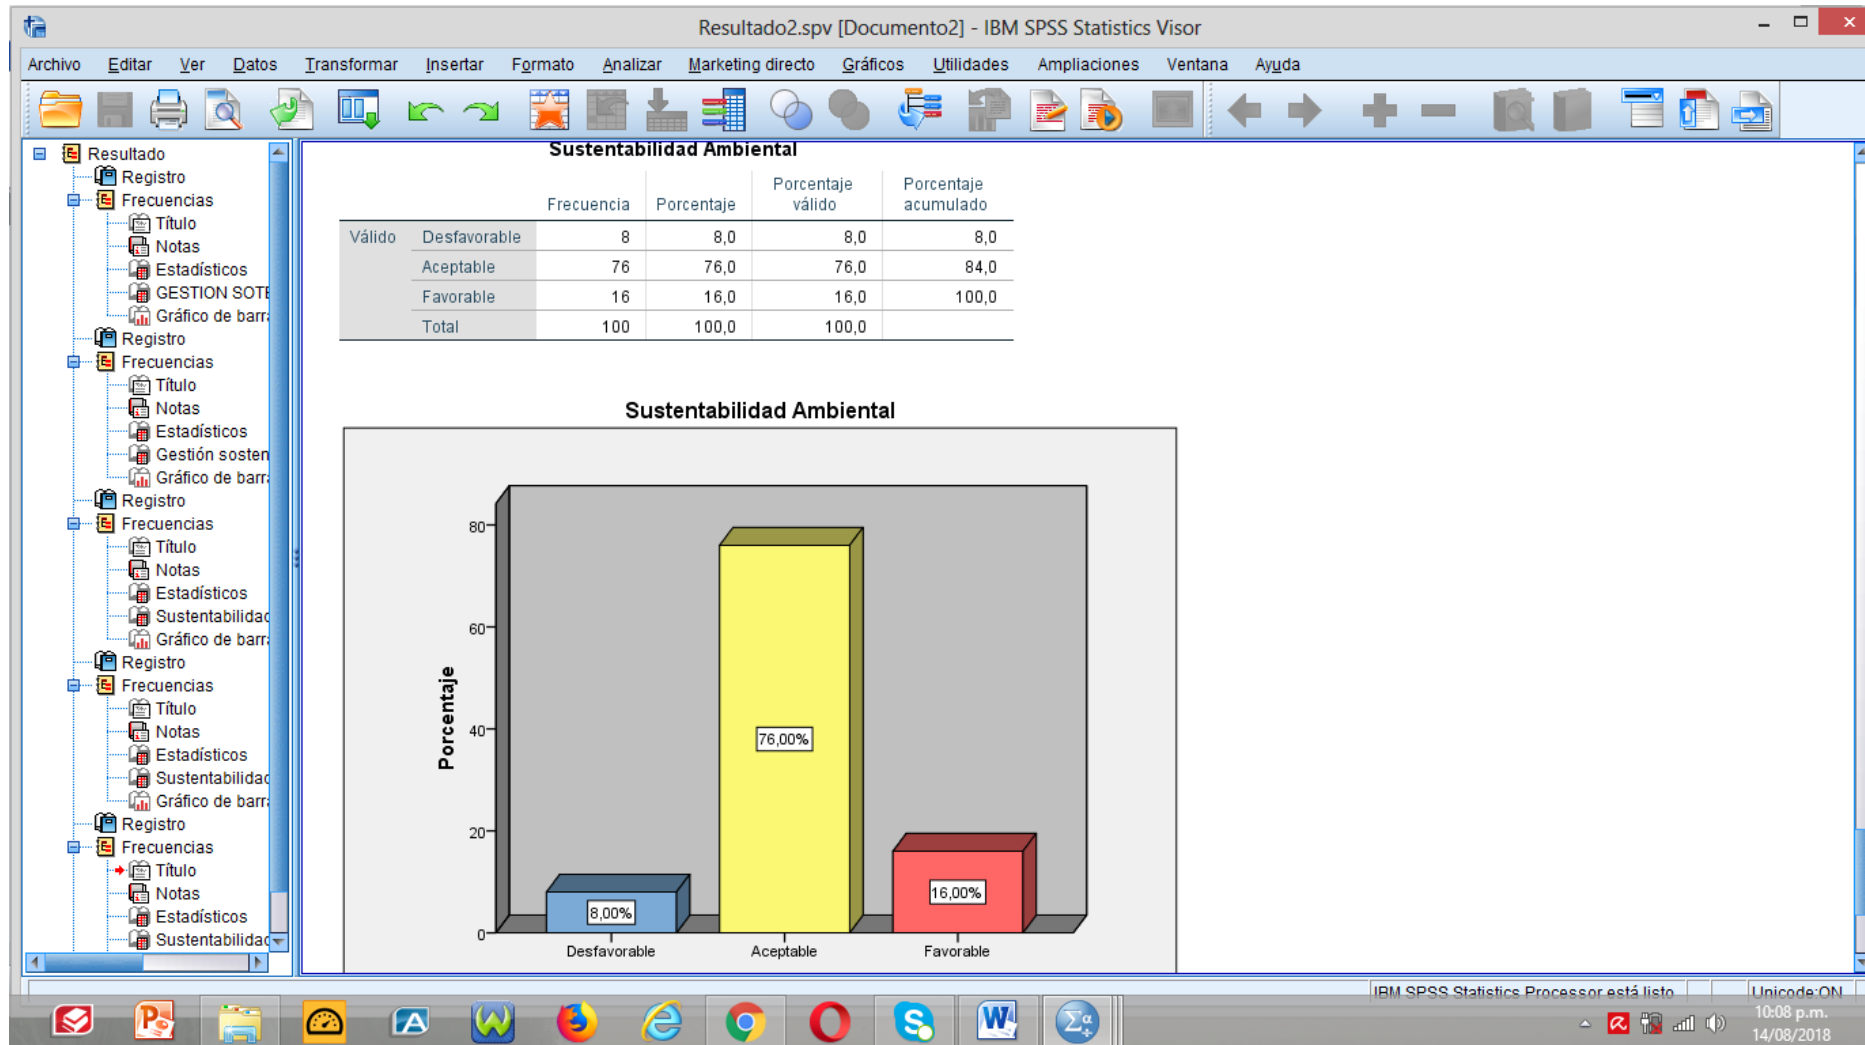 Resultado2.spv [Documento2] - IBM SPSS Statistics Visor
Archivo Editar Ver Datos Transformar Insertar Formato Analizar Marketing directo Gráficos Utilidades Ampliaciones Ventana Ayuda
Resultado
Registro
Frecuencias
Título
Notas
Estadísticos
GESTION SOTE
Gráfico de barr
Registro
Frecuencias
Título
Notas
Estadísticos
Gestión sosten
Gráfico de barr
Registro
Frecuencias
Título
Notas
Estadísticos
Sustentabilidad
Gráfico de barr
Registro
Frecuencias
Título
Notas
Estadísticos
Sustentabilidad
Gráfico de barr
Registro
Frecuencias
Título
Notas
Estadísticos
Sustentabilidad
Sustentabilidad Ambiental
Frecuencia Porcentaje Porcentaje válido Porcentaje acumulado
Válido Desfavorable 8 8,0 8,0 8,0
Aceptable 76 76,0 76,0 84,0
Favorable 16 16,0 16,0 100,0
Total 100 100,0 100,0
Sustentabilidad Ambiental
Porcentaje
80
60
40
20
0
76,00%
16,00%
8,00%
Desfavorable Aceptable Favorable
IBM SPSS Statistics Processor está listo Unicode:ON
10:08 p.m.
14/08/2018